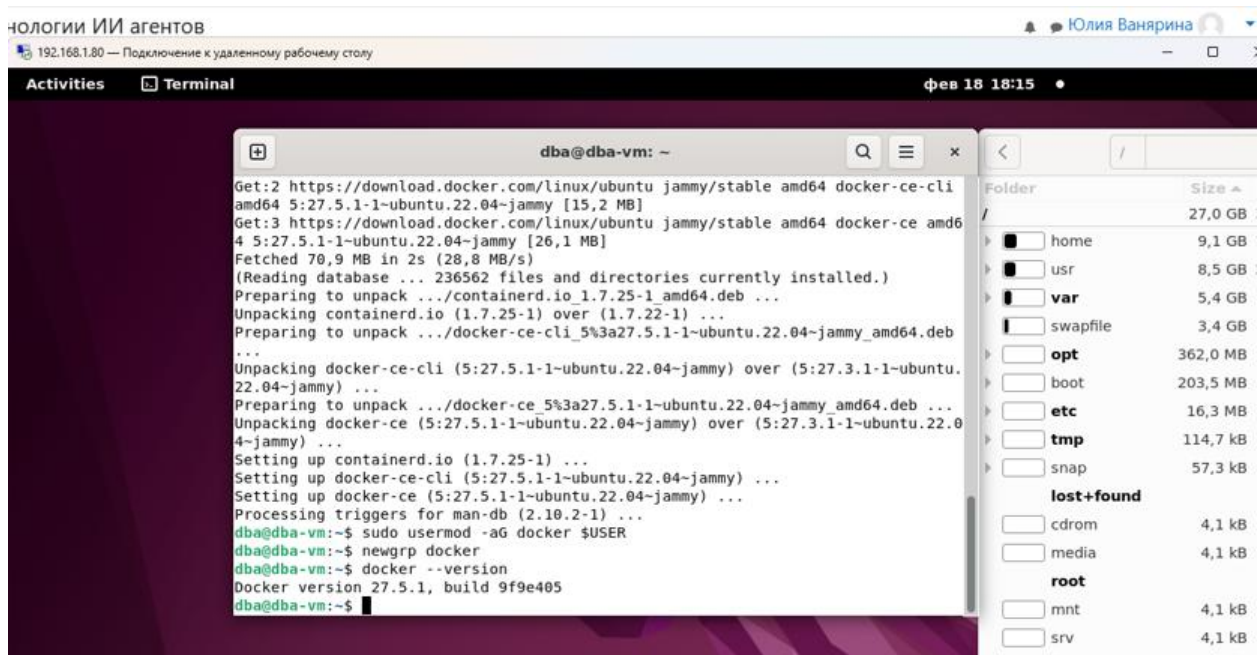 нологии ИИ агентов
Юлия Ванярина
192.168.1.80 — Подключение к удаленному рабочему столу
Activities Terminal фев 18 18:15
dba@dba-vm: ~
Get:2 https://download.docker.com/linux/ubuntu jammy/stable amd64 docker-ce-cli
amd64 5:27.5.1-1~ubuntu.22.04~jammy [15,2 MB]
Get:3 https://download.docker.com/linux/ubuntu jammy/stable amd64 docker-ce amd6
4 5:27.5.1-1~ubuntu.22.04~jammy [26,1 MB]
Fetched 70,9 MB in 2s (28,8 MB/s)
(Reading database ... 236562 files and directories currently installed.)
Preparing to unpack .../containerd.io_1.7.25-1_amd64.deb ...
Unpacking containerd.io (1.7.25-1) over (1.7.22-1) ...
Preparing to unpack .../docker-ce-cli_5%3a27.5.1-1~ubuntu.22.04~jammy_amd64.deb
...
Unpacking docker-ce-cli (5:27.5.1-1~ubuntu.22.04~jammy) over (5:27.3.1-1~ubuntu.
22.04~jammy) ...
Preparing to unpack .../docker-ce_5%3a27.5.1-1~ubuntu.22.04~jammy_amd64.deb ...
Unpacking docker-ce (5:27.5.1-1~ubuntu.22.04~jammy) over (5:27.3.1-1~ubuntu.22.0
4~jammy) ...
Setting up containerd.io (1.7.25-1) ...
Setting up docker-ce-cli (5:27.5.1-1~ubuntu.22.04~jammy) ...
Setting up docker-ce (5:27.5.1-1~ubuntu.22.04~jammy) ...
Processing triggers for man-db (2.10.2-1) ...
dba@dba-vm:~$ sudo usermod -aG docker $USER
dba@dba-vm:~$ newgrp docker
dba@dba-vm:~$ docker --version
Docker version 27.5.1, build 9f9e405
dba@dba-vm:~$
/
Folder Size
/ 27,0 GB
home 9,1 GB
usr 8,5 GB
var 5,4 GB
swapfile 3,4 GB
opt 362,0 MB
boot 203,5 MB
etc 16,3 MB
tmp 114,7 kB
snap 57,3 kB
lost+found
cdrom 4,1 kB
media 4,1 kB
root
mnt 4,1 kB
srv 4,1 kB